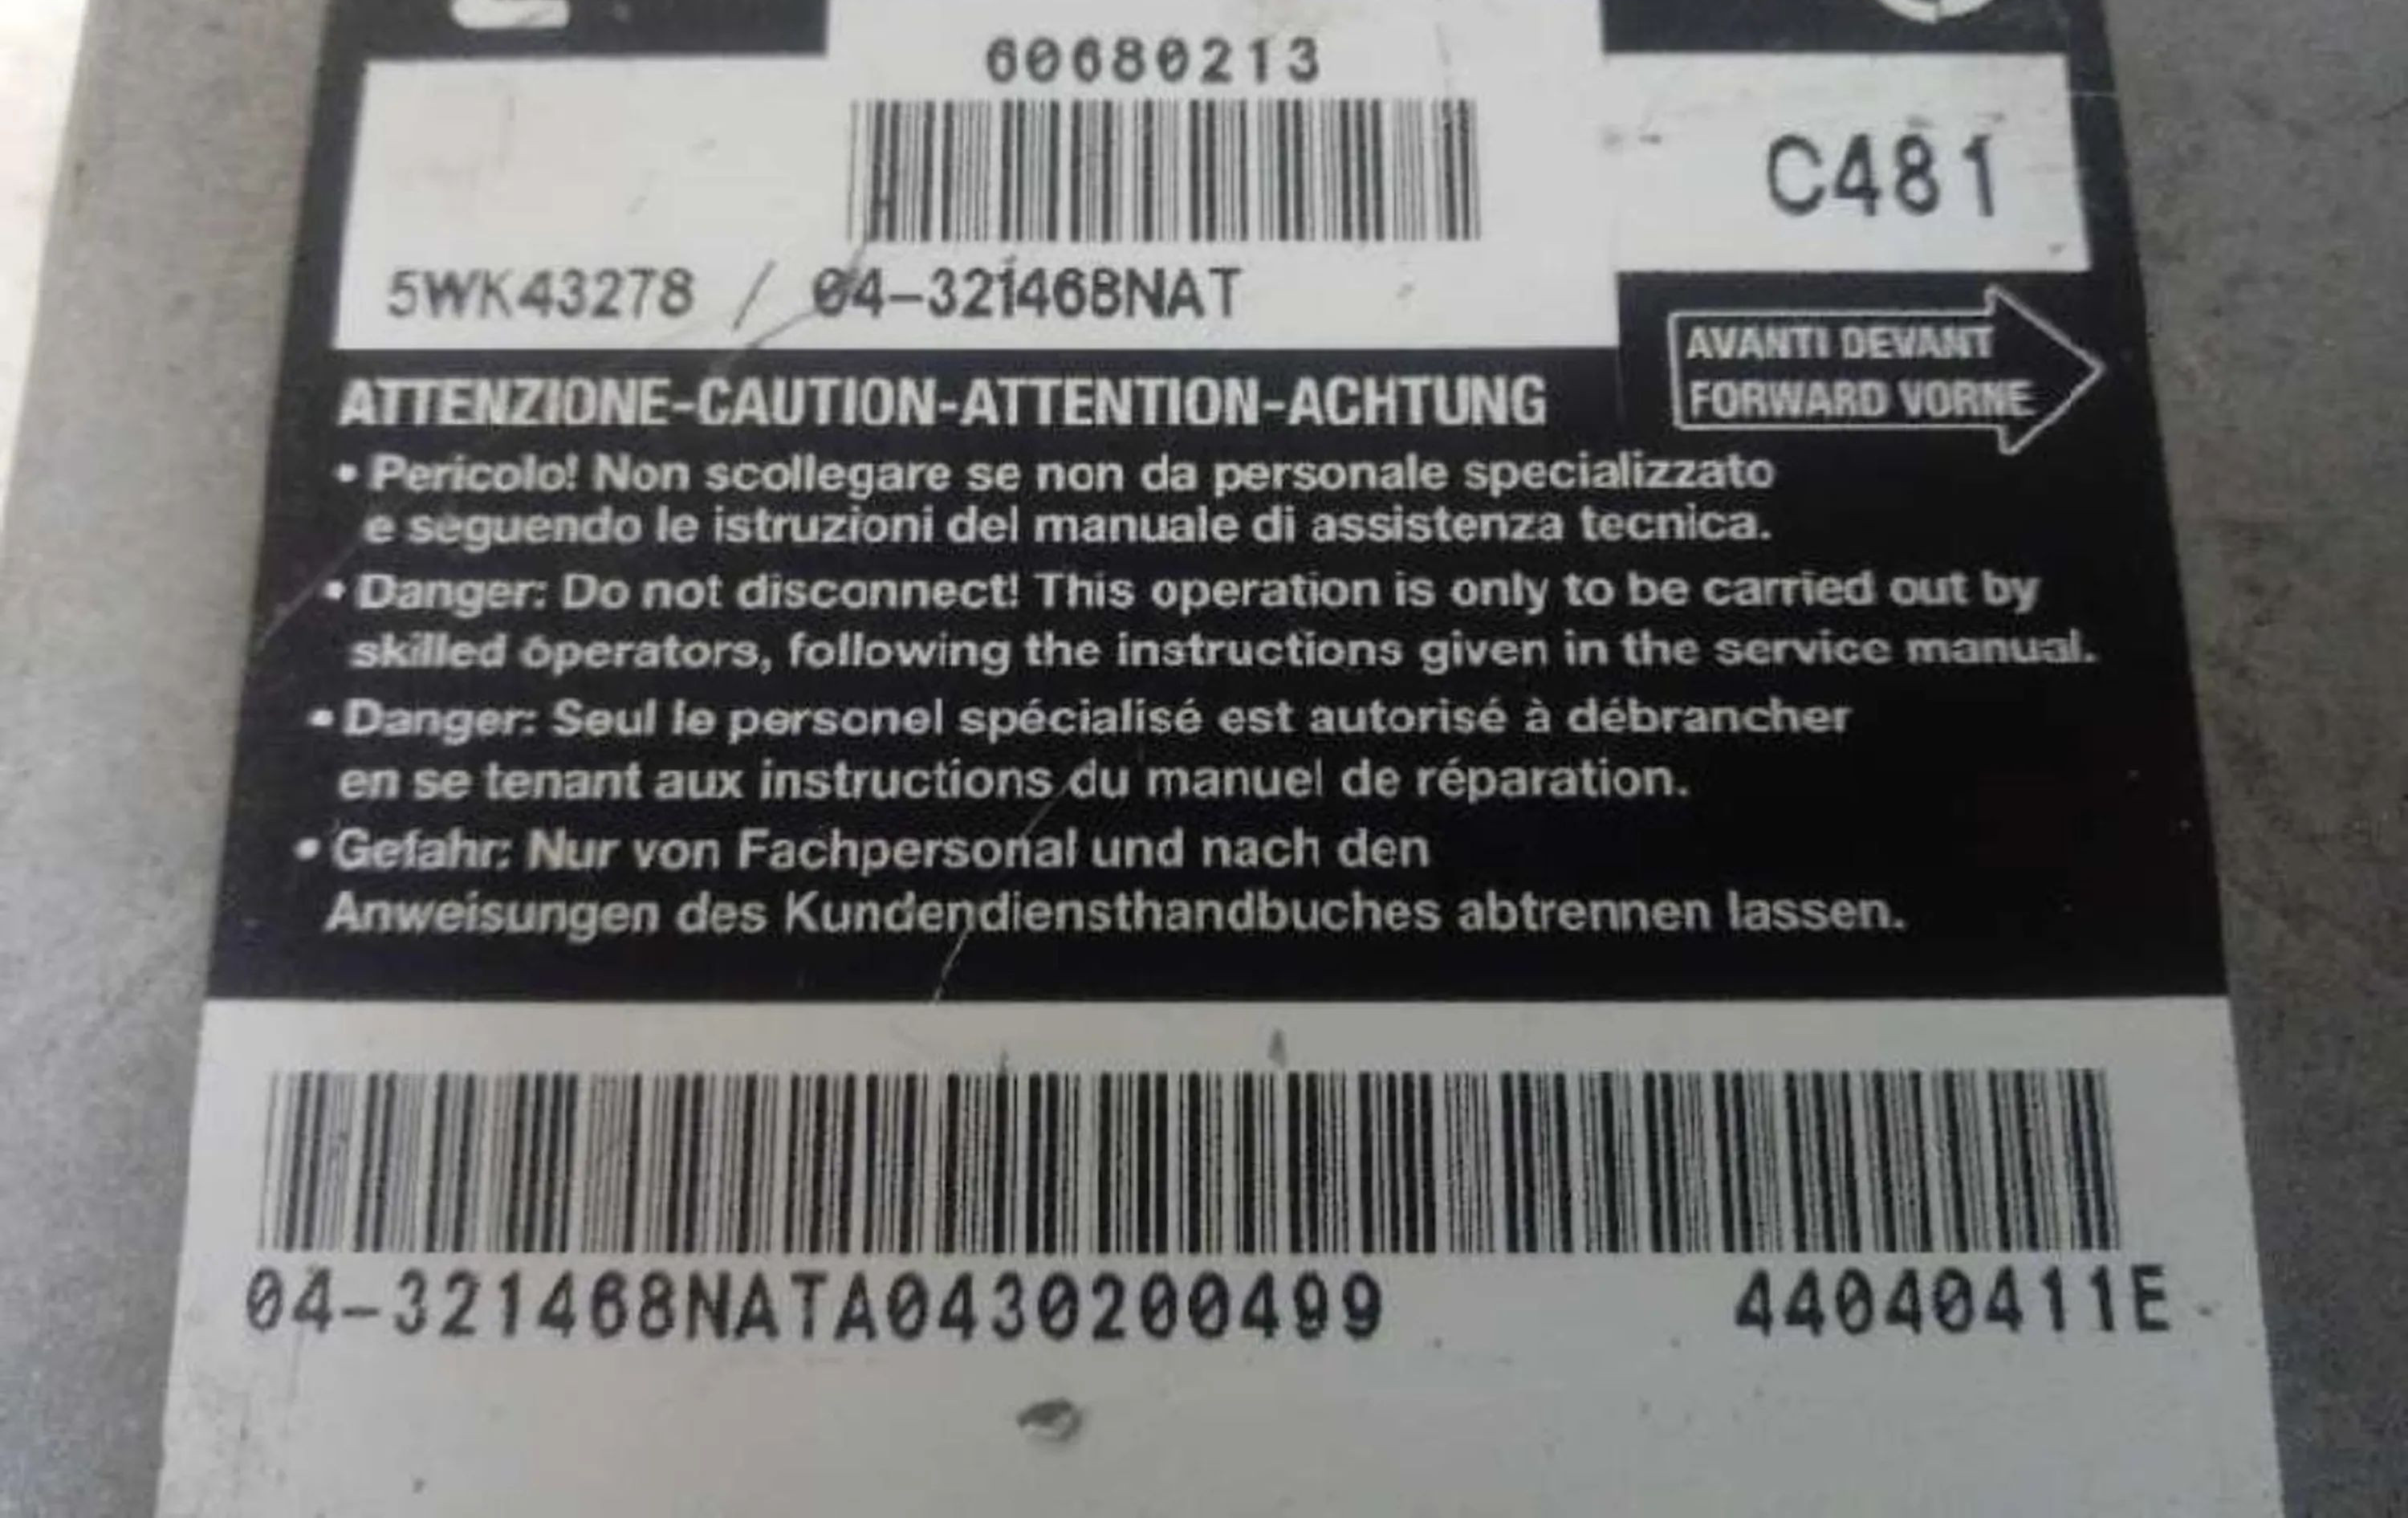 60680213
C481
5WK43278 / 04-321468NAT
AVANTI DEVANT
FORWARD VORNE
ATTENZIONE-CAUTION-ATTENTION-ACHTUNG
• Pericolo! Non scollegare se non da personale specializzato
e seguendo le istruzioni del manuale di assistenza tecnica.
• Danger: Do not disconnect! This operation is only to be carried out by
skilled operators, following the instructions given in the service manual.
• Danger: Seul le personel spécialisé est autorisé à débrancher
en se tenant aux instructions du manuel de réparation.
• Gefahr: Nur von Fachpersonal und nach den
Anweisungen des Kundendiensthandbuches abtrennen lassen.
04-321468NATA0430200499 44040411E